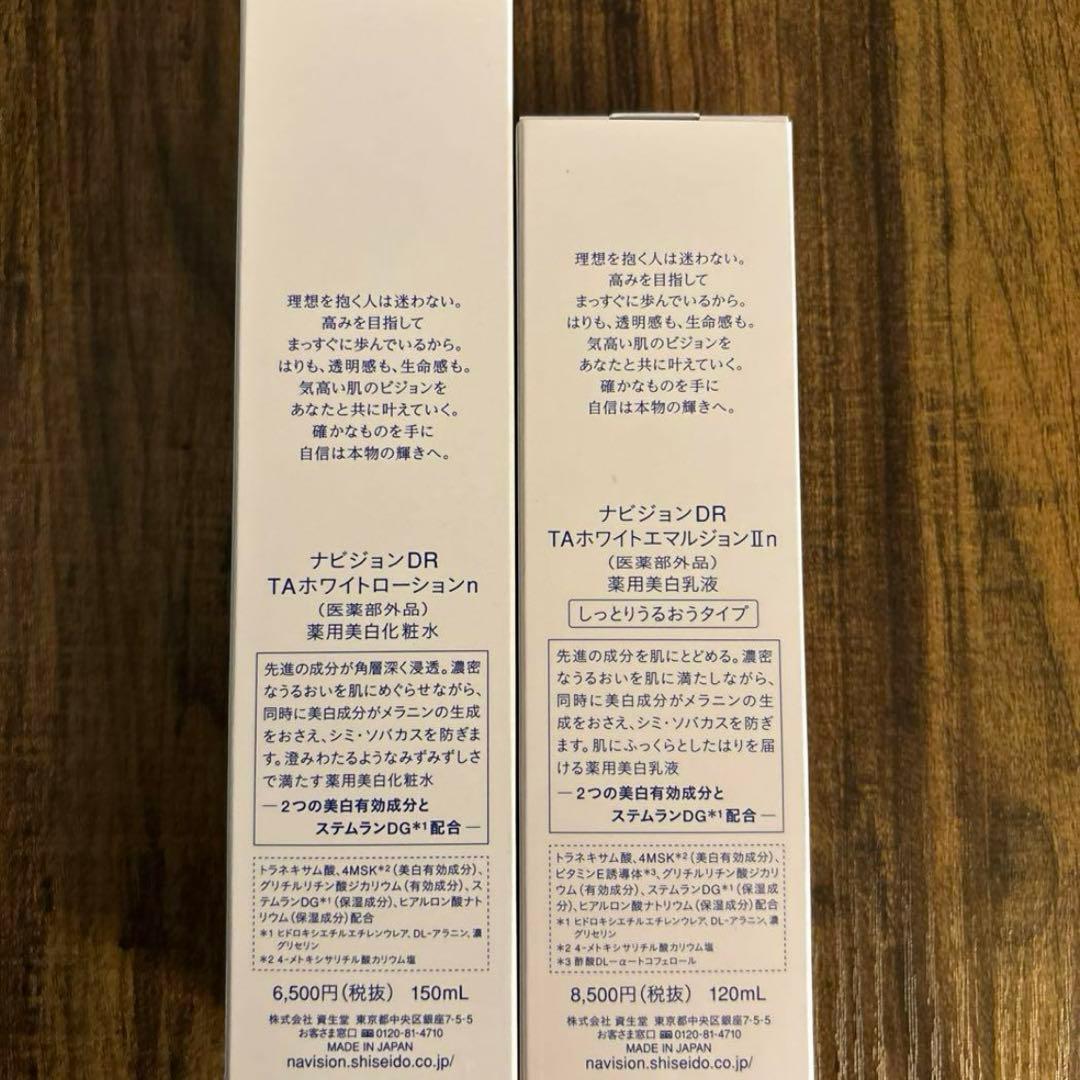 理想を抱く人は迷わない。
高みを目指して
まっすぐに歩んでいるから。
はりも、透明感も、生命感も。
気高い肌のビジョンを
あなたと共に叶えていく。
確かなものを手に
自信は本物の輝きへ。
ナビジョンDR
TAホワイトローションn
(医薬部外品)
薬用美白化粧水
先進の成分が角層深く浸透。濃密
なうるおいを肌にめぐらせながら、
同時に美白成分がメラニンの生成
をおさえ、シミ・ソバカスを防ぎま
す。澄みわたるようなみずみずしさ
で満たす薬用美白化粧水
―2つの美白有効成分と
ステムランDG*1配合―
トラネキサム酸、4MSK*2(美白有効成分)、
グリチルリチン酸ジカリウム(有効成分)、ス
テムランDG*1(保湿成分)、ヒアルロン酸ナト
リウム(保湿成分)配合
*1 ヒドロキシエチルエチレンウレア、DL-アラニン、濃
グリセリン
*2 4-メトキシサリチル酸カリウム塩
6,500円(税抜) 150mL
株式会社 資生堂 東京都中央区銀座7-5-5
お客さま窓口 0120-81-4710
MADE IN JAPAN
navision.shiseido.co.jp/
理想を抱く人は迷わない。
高みを目指して
まっすぐに歩んでいるから。
はりも、透明感も、生命感も。
気高い肌のビジョンを
あなたと共に叶えていく。
確かなものを手に
自信は本物の輝きへ。
ナビジョンDR
TAホワイトエマルジョンⅡn
(医薬部外品)
薬用美白乳液
しっとりうるおうタイプ
先進の成分を肌にとどめる。濃密
なうるおいを肌に満たしながら、
同時に美白成分がメラニンの生
成をおさえ、シミ・ソバカスを防ぎ
ます。肌にふっくらとしたはりを届
ける薬用美白乳液
―2つの美白有効成分と
ステムランDG*1配合―
トラネキサム酸、4MSK*2(美白有効成分)、
ビタミンE誘導体*3、グリチルリチン酸ジカリ
ウム(有効成分)、ステムランDG*1(保湿成
分)、ヒアルロン酸ナトリウム(保湿成分)配合
*1 ヒドロキシエチルエチレンウレア、DL-アラニン、濃
グリセリン
*2 4-メトキシサリチル酸カリウム塩
*3 酢酸DL-α-トコフェロール
8,500円(税抜) 120mL
株式会社 資生堂 東京都中央区銀座7-5-5
お客さま窓口 0120-81-4710
MADE IN JAPAN
navision.shiseido.co.jp/